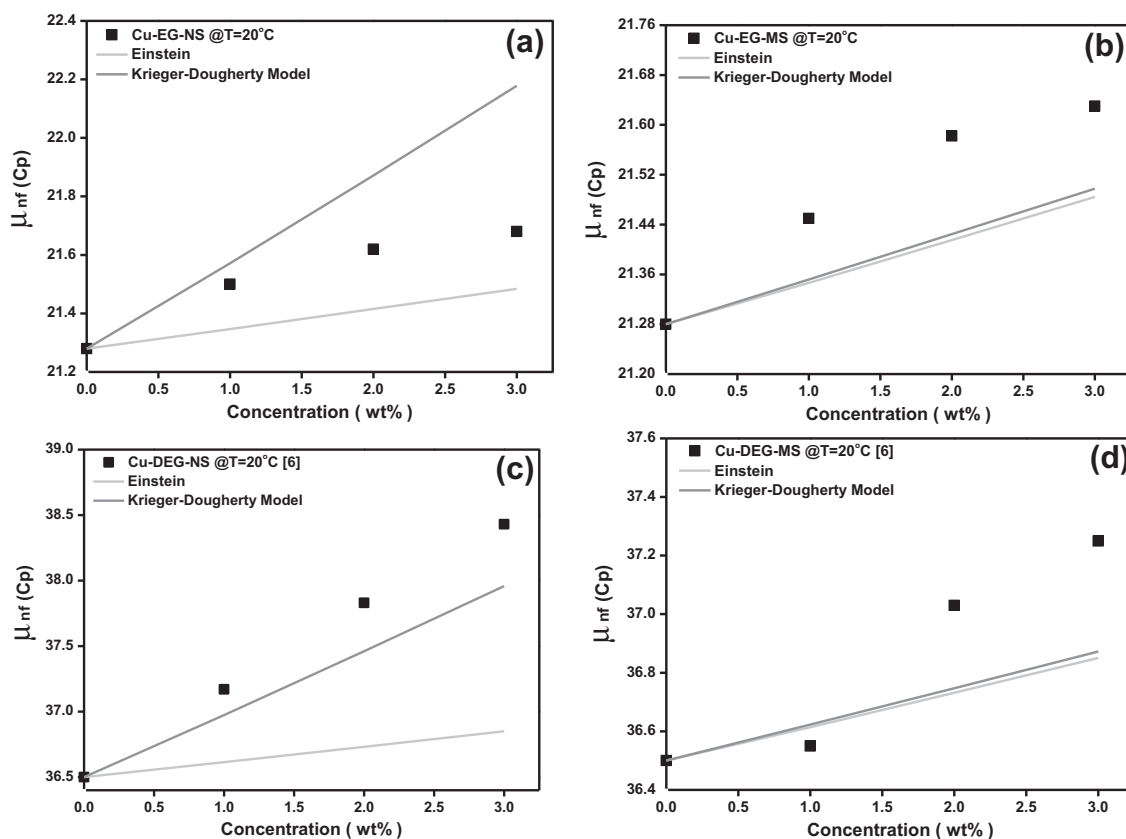 (a)
Cu-EG-NS @T=20°C
Einstein
Krieger-Dougherty Model
22.4
22.2
22.0
21.8
21.6
21.4
21.2
μnf (Cp)
0.0 0.5 1.0 1.5 2.0 2.5 3.0
Concentration ( wt% )
(b)
Cu-EG-MS @T=20°C
Einstein
Krieger-Dougherty Model
21.76
21.68
21.60
21.52
21.44
21.36
21.28
21.20
μnf (Cp)
0.0 0.5 1.0 1.5 2.0 2.5 3.0
Concentration ( wt% )
(c)
Cu-DEG-NS @T=20°C [6]
Einstein
Krieger-Dougherty Model
39.0
38.5
38.0
37.5
37.0
36.5
μnf (Cp)
0.0 0.5 1.0 1.5 2.0 2.5 3.0
Concentration ( wt% )
(d)
Cu-DEG-MS @T=20°C [6]
Einstein
Krieger-Dougherty Model
37.6
37.4
37.2
37.0
36.8
36.6
36.4
μnf (Cp)
0.0 0.5 1.0 1.5 2.0 2.5 3.0
Concentration ( wt% )